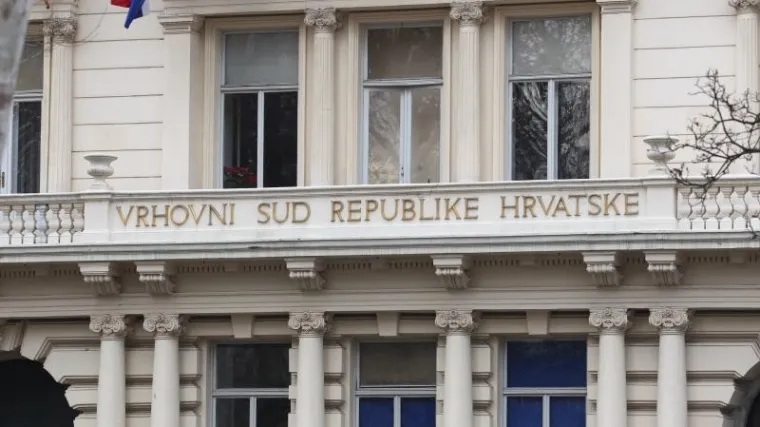 VRHOVNI SUD REPUBLIKE HRVATSKE